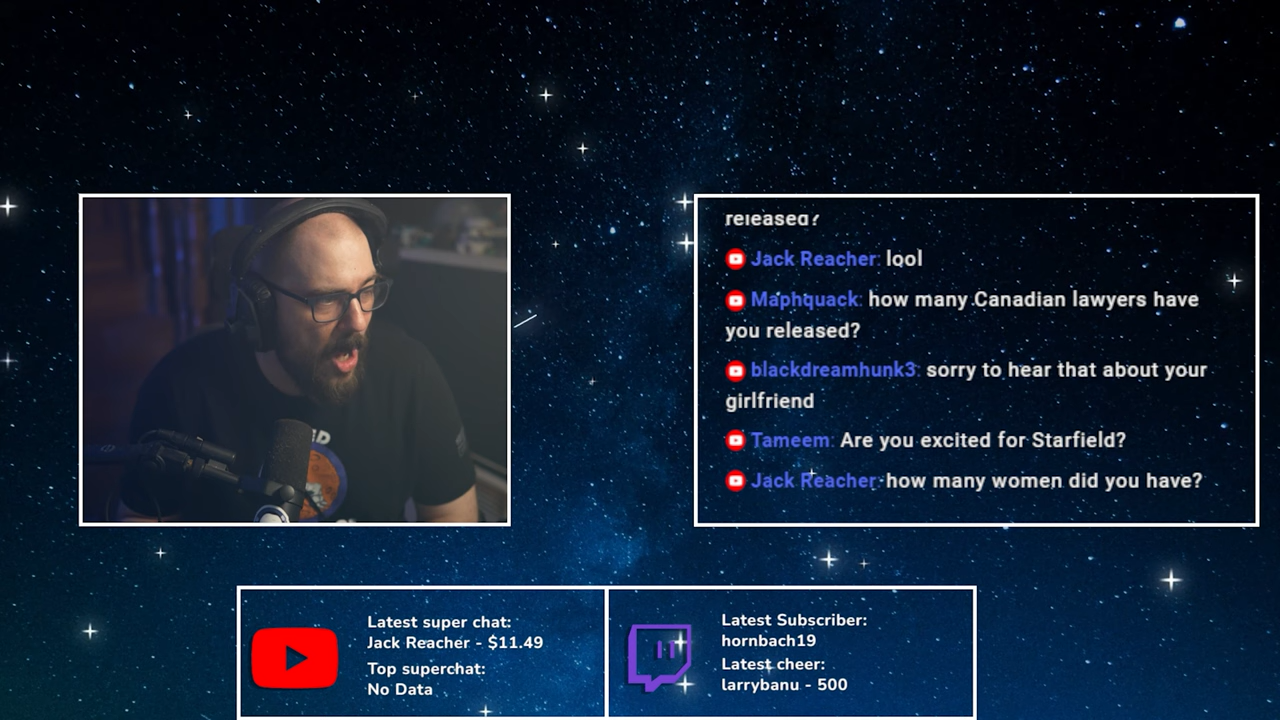 released?
Jack Reacher: lool
Maphquack: how many Canadian lawyers have
you released?
blackdreamhunk3: sorry to hear that about your
girlfriend
Tameem: Are you excited for Starfield?
Jack Reacher: how many women did you have?
Latest super chat:
Jack Reacher - $11.49
Top superchat:
No Data
Latest Subscriber:
hornbach19
Latest cheer:
larrybanu - 500